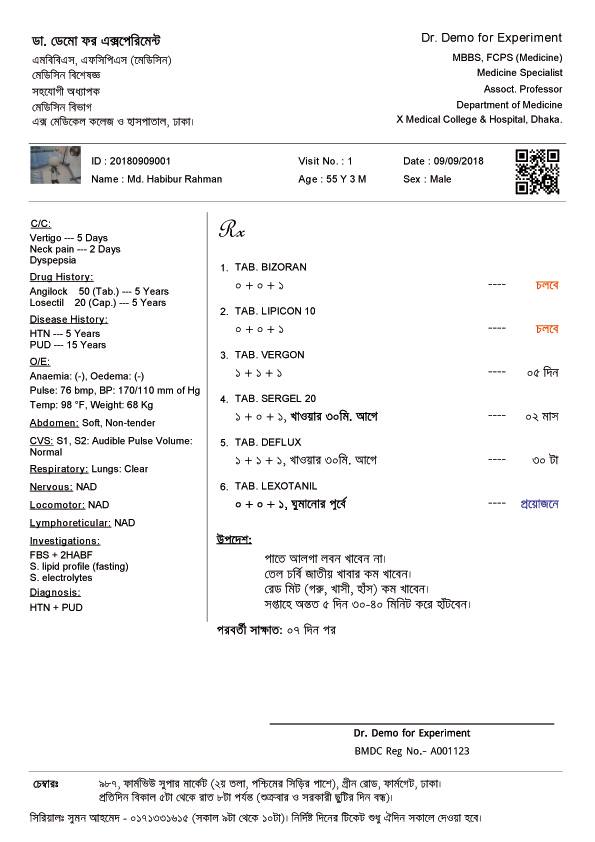 ডা. ডেমো ফর এক্সপেরিমেন্ট
এমবিবিএস, এফসিপিএস (মেডিসিন)
মেডিসিন বিশেষজ্ঞ
সহযোগী অধ্যাপক
মেডিসিন বিভাগ
এক্স মেডিকেল কলেজ ও হাসপাতাল, ঢাকা।
Dr. Demo for Experiment
MBBS, FCPS (Medicine)
Medicine Specialist
Assoct. Professor
Department of Medicine
X Medical College & Hospital, Dhaka.
ID : 20180909001 Visit No. : 1 Date : 09/09/2018
Name : Md. Habibur Rahman Age : 55 Y 3 M Sex : Male
C/C:
Vertigo --- 5 Days
Neck pain --- 2 Days
Dyspepsia
Drug History:
Angilock 50 (Tab.) --- 5 Years
Losectil 20 (Cap.) --- 5 Years
Disease History:
HTN --- 5 Years
PUD --- 15 Years
O/E:
Anaemia: (-), Oedema: (-)
Pulse: 76 bmp, BP: 170/110 mm of Hg
Temp: 98 °F, Weight: 68 Kg
Abdomen: Soft, Non-tender
CVS: S1, S2: Audible Pulse Volume:
Normal
Respiratory: Lungs: Clear
Nervous: NAD
Locomotor: NAD
Lymphoreticular: NAD
Investigations:
FBS + 2HABF
S. lipid profile (fasting)
S. electrolytes
Diagnosis:
HTN + PUD
Rx
1. TAB. BIZORAN
০ + ০ + ১ ---- চলবে
2. TAB. LIPICON 10
০ + ০ + ১ ---- চলবে
3. TAB. VERGON
১ + ১ + ১ ---- ০৫ দিন
4. TAB. SERGEL 20
১ + ০ + ১, খাওয়ার ৩০মি. আগে ---- ০২ মাস
5. TAB. DEFLUX
১ + ১ + ১, খাওয়ার ৩০মি. আগে ---- ৩০ টা
6. TAB. LEXOTANIL
০ + ০ + ১, ঘুমানোর পূর্বে ---- প্রয়োজনে
উপদেশ:
পাতে আলগা লবন খাবেন না।
তেল চর্বি জাতীয় খাবার কম খাবেন।
রেড মিট (গরু, খাসী, হাঁস) কম খাবেন।
সপ্তাহে অন্তত ৫ দিন ৩০-৪০ মিনিট করে হাঁটবেন।
পরবর্তী সাক্ষাত: ০৭ দিন পর
Dr. Demo for Experiment
BMDC Reg No.- A001123
চেম্বারঃ ৯৮৭, ফার্মভিউ সুপার মার্কেট (২য় তলা, পশ্চিমের সিড়ির পাশে), গ্রীন রোড, ফার্মগেট, ঢাকা।
প্রতিদিন বিকাল ৫টা থেকে রাত ৮টা পর্যন্ত (শুক্রবার ও সরকারী ছুটির দিন বন্ধ)।
সিরিয়ালঃ সুমন আহমেদ - ০১৭১৩৩১৬১৫ (সকাল ৯টা থেকে ১০টা)। নির্দিষ্ট দিনের টিকেট শুধু ঐদিন সকালে দেওয়া হবে।